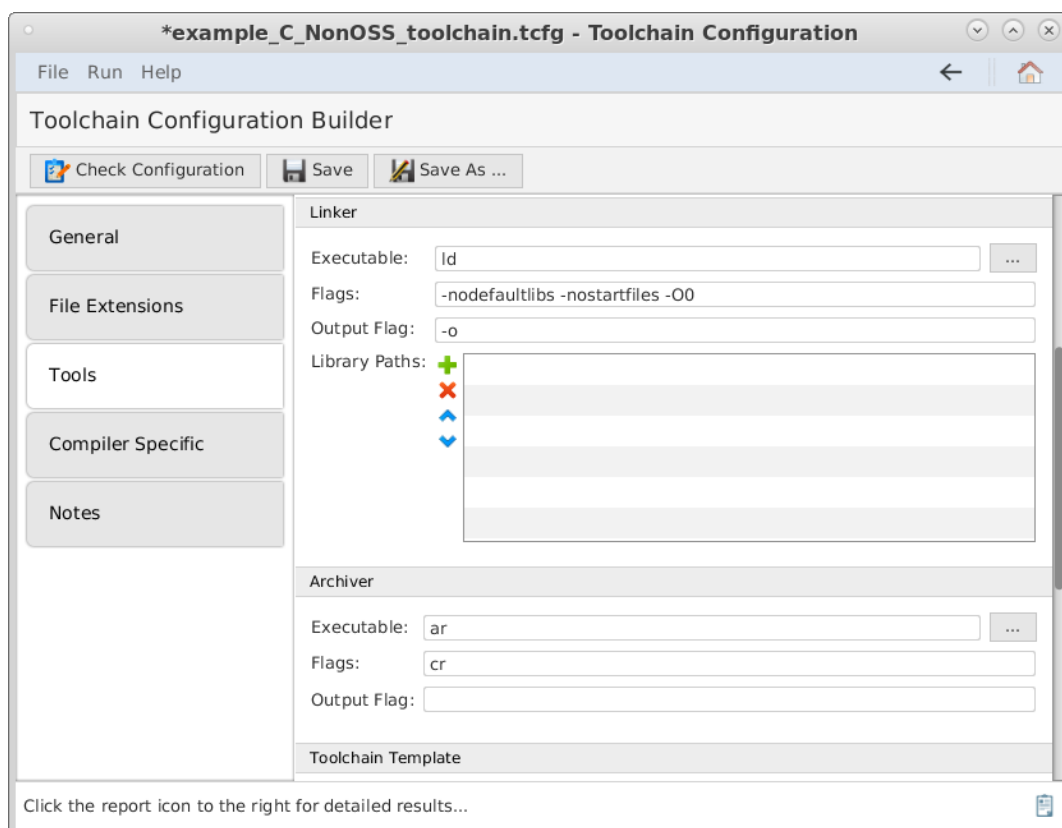 *example_C_NonOSS_toolchain.tcfg - Toolchain Configuration
File Run Help
Toolchain Configuration Builder
Check Configuration Save Save As ...
General
File Extensions
Tools
Compiler Specific
Notes
Linker
Executable: ld ...
Flags: -nodefaultlibs -nostartfiles -O0
Output Flag: -o
Library Paths:
Archiver
Executable: ar ...
Flags: cr
Output Flag:
Toolchain Template
Click the report icon to the right for detailed results...